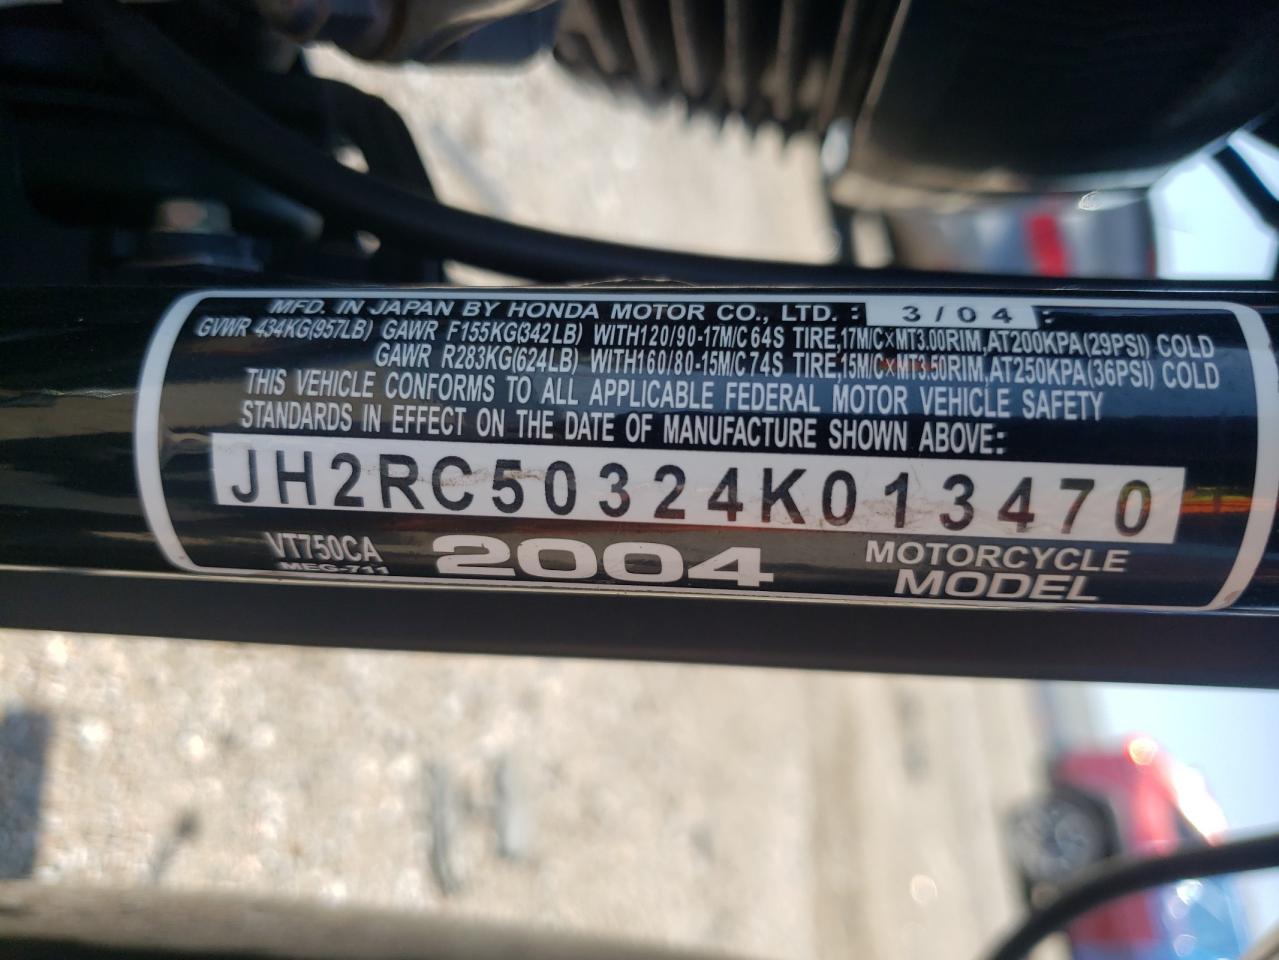 MFD. IN JAPAN BY HONDA MOTOR CO., LTD. : 3/04 :
GVWR 434KG(957LB) GAWR F155KG(342LB) WITH120/90-17M/C 64S TIRE,17M/C×MT3.00RIM,AT200KPA(29PSI) COLD
GAWR R283KG(624LB) WITH160/80-15M/C 74S TIRE,15M/C×MT3.50RIM,AT250KPA(36PSI) COLD
THIS VEHICLE CONFORMS TO ALL APPLICABLE FEDERAL MOTOR VEHICLE SAFETY
STANDARDS IN EFFECT ON THE DATE OF MANUFACTURE SHOWN ABOVE:
JH2RC50324K013470
VT750CA 2004 MOTORCYCLE
MEG-711 MODEL